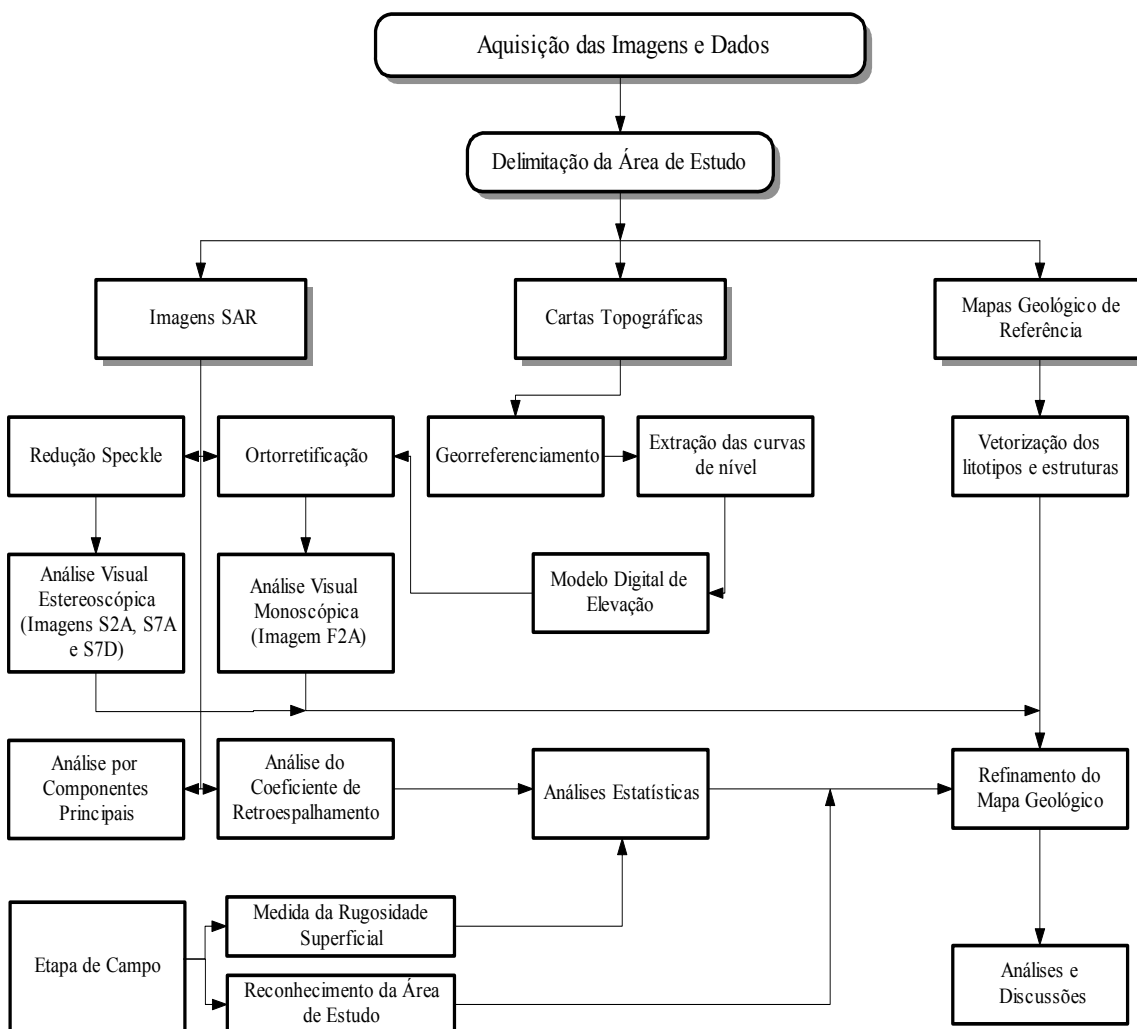 Aquisição das Imagens e Dados
Delimitação da Área de Estudo
Imagens SAR
Cartas Topográficas
Mapas Geológico de
Referência
Redução Speckle
Ortorretificação
Georreferenciamento
Extração das curvas
de nível
Vetorização dos
litotipos e estruturas
Análise Visual
Estereoscópica
(Imagens S2A, S7A
e S7D)
Análise Visual
Monoscópica
(Imagem F2A)
Modelo Digital de
Elevação
Análise por
Componentes
Principais
Análise do
Coeficiente de
Retroespalhamento
Análises Estatísticas
Refinamento do
Mapa Geológico
Etapa de Campo
Medida da Rugosidade
Superficial
Reconhecimento da Área
de Estudo
Análises e
Discussões